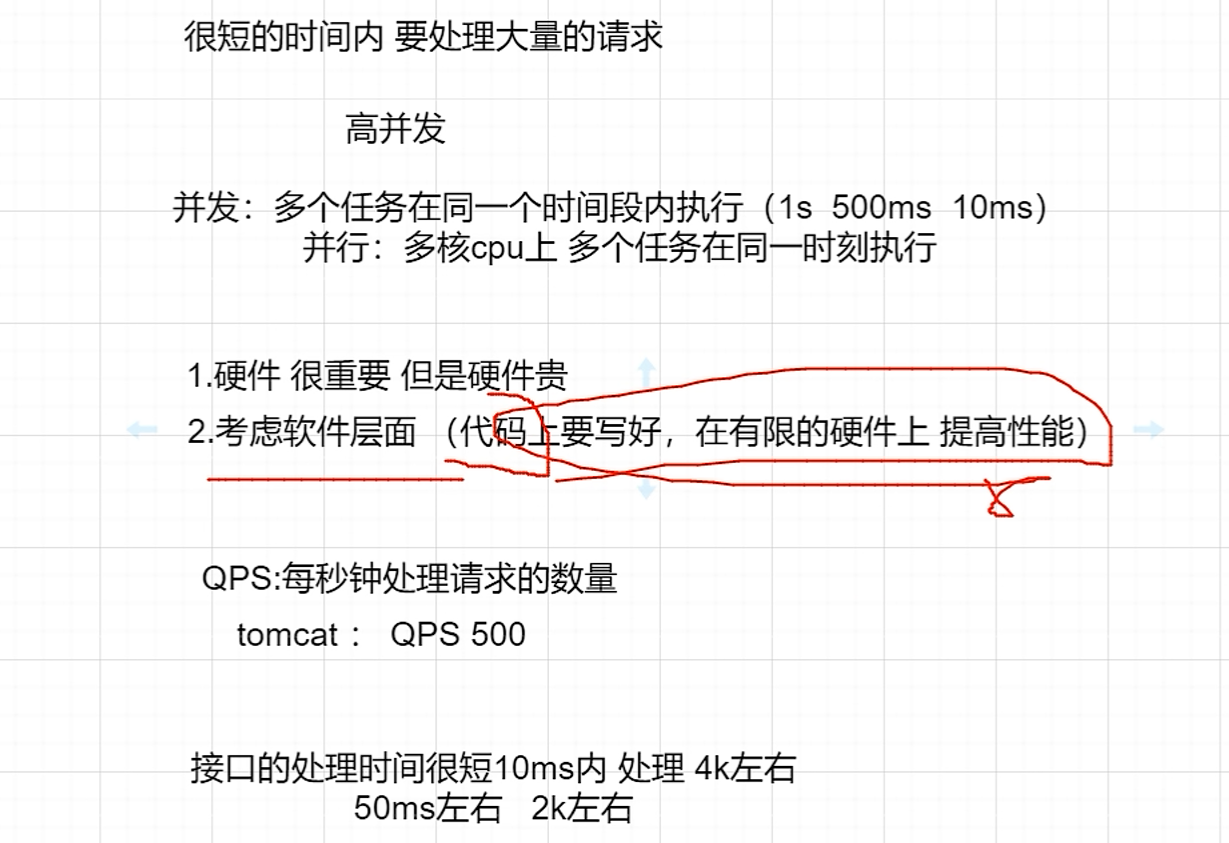 很短的时间内 要处理大量的请求
高并发
并发：多个任务在同一个时间段内执行（1s 500ms 10ms）
并行：多核cpu上 多个任务在同一时刻执行
1.硬件 很重要 但是硬件贵
2.考虑软件层面 （代码上要写好，在有限的硬件上 提高性能）
QPS:每秒钟处理请求的数量
tomcat： QPS 500
接口的处理时间很短10ms内 处理 4k左右
50ms左右 2k左右